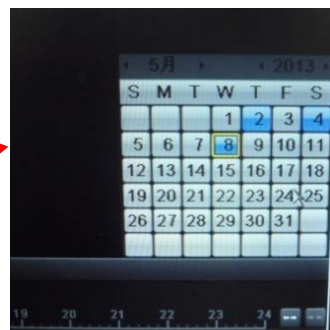 5月 2013
S M T W T F S
1 2 3 4
5 6 7 8 9 10 11
12 13 14 15 16 17 18
19 20 21 22 23 24 25
26 27 28 29 30 31
19 20 21 22 23 24